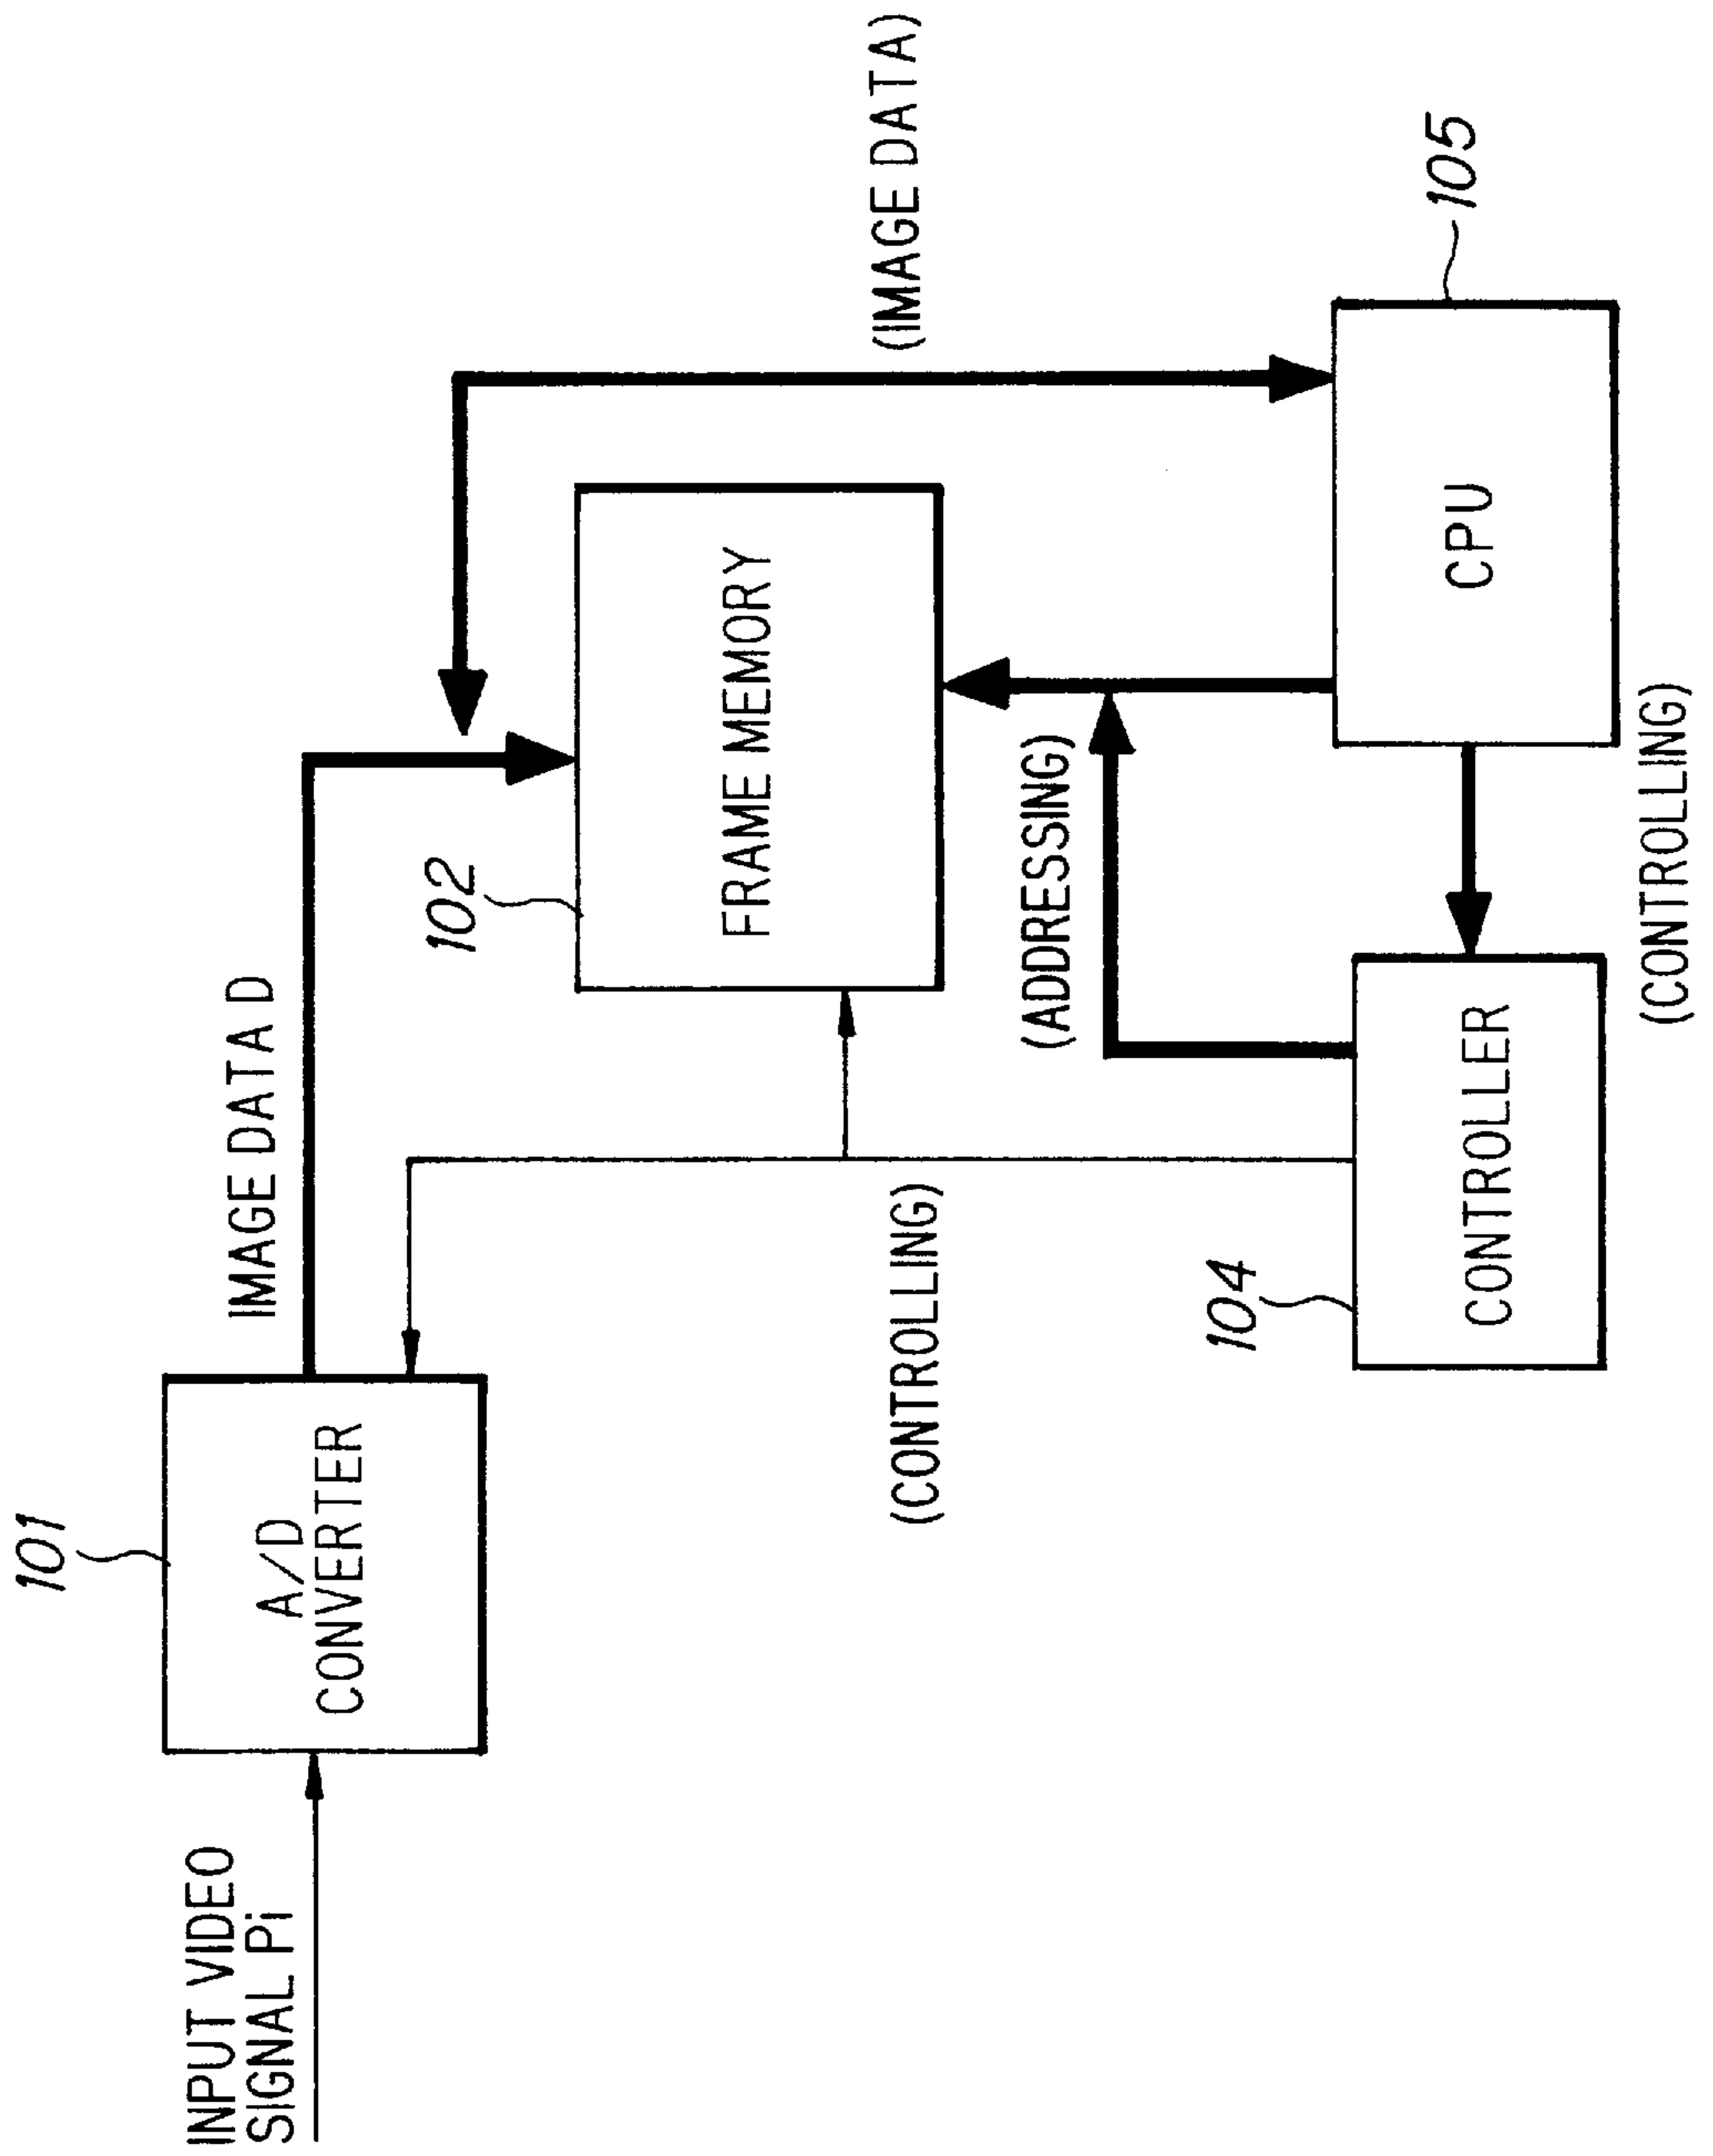 101
INPUT VIDEO
SIGNAL Pi
A/D
CONVERTER
IMAGE DATA D
102
FRAME MEMORY
(IMAGE DATA)
(CONTROLLING)
(ADDRESSING)
104
CONTROLLER
CPU
105
(CONTROLLING)